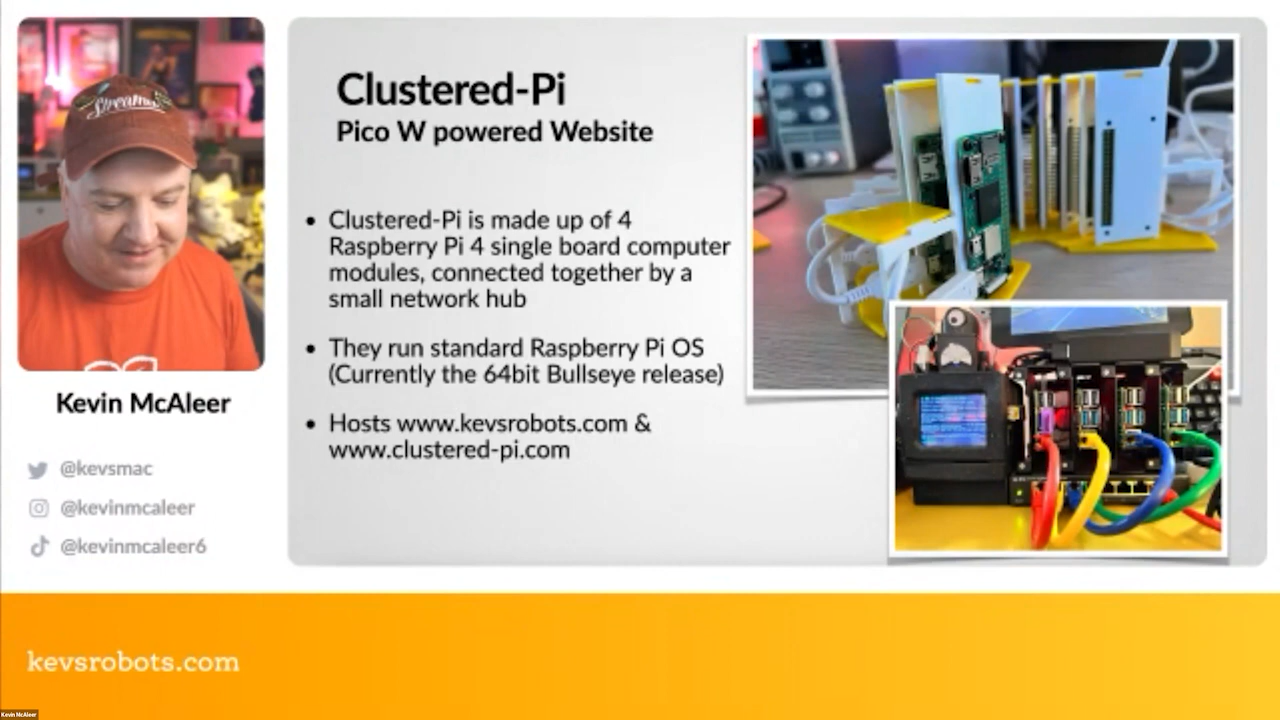 Streamer
Kevin McAleer
@kevsmac
@kevinmcaleer
@kevinmcaleer6
Clustered-Pi
Pico W powered Website
• Clustered-Pi is made up of 4
Raspberry Pi 4 single board computer
modules, connected together by a
small network hub
• They run standard Raspberry Pi OS
(Currently the 64bit Bullseye release)
• Hosts www.kevsrobots.com &
www.clustered-pi.com
kevsrobots.com
Kevin McAleer